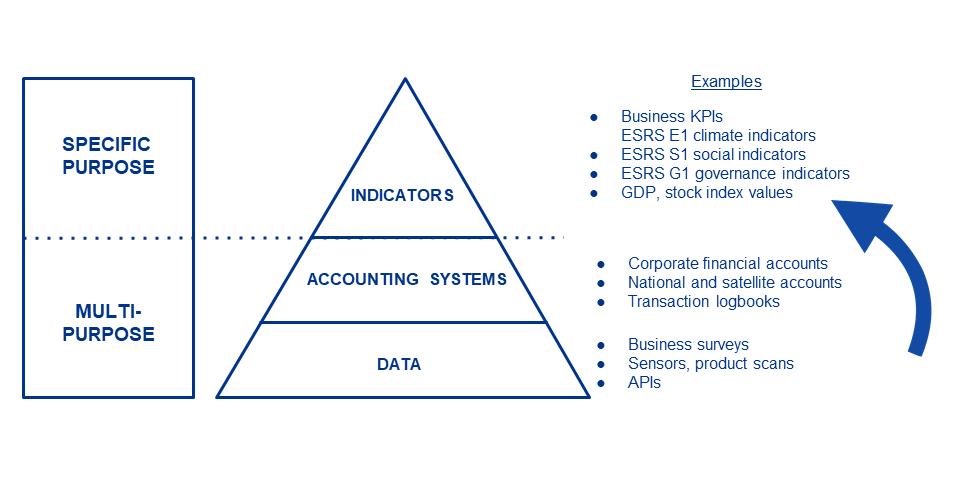 Examples
SPECIFIC
PURPOSE
INDICATORS
● Business KPIs
ESRS E1 climate indicators
● ESRS S1 social indicators
● ESRS G1 governance indicators
● GDP, stock index values
MULTI-
PURPOSE
ACCOUNTING SYSTEMS
● Corporate financial accounts
● National and satellite accounts
● Transaction logbooks
DATA
● Business surveys
● Sensors, product scans
● APIs